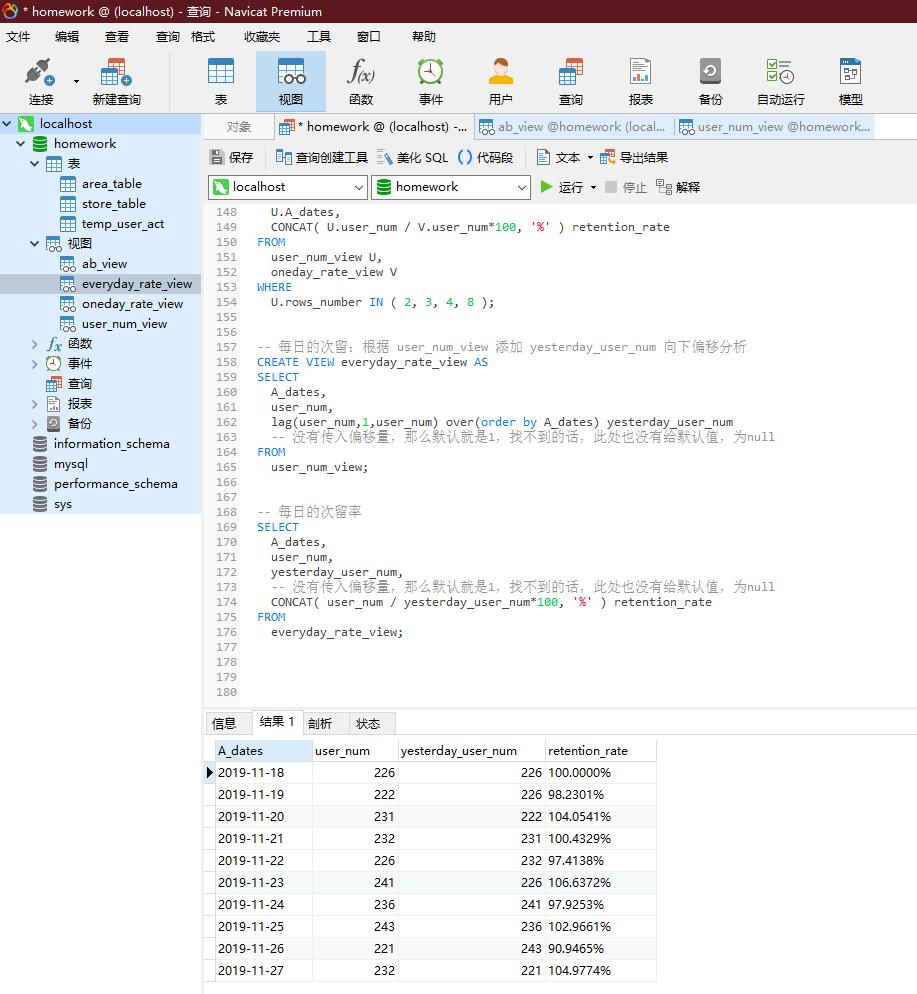 * homework @ (localhost) - 查询 - Navicat Premium
文件 编辑 查看 查询 格式 收藏夹 工具 窗口 帮助
连接 新建查询 表 视图 f(x) 函数 事件 用户 查询 报表 备份 自动运行 模型
localhost
homework
表
area_table
store_table
temp_user_act
视图
ab_view
everyday_rate_view
oneday_rate_view
user_num_view
fx 函数
事件
查询
报表
备份
information_schema
mysql
performance_schema
sys
对象 * homework @ (localhost) -... ab_view @homework (local... user_num_view @homework...
保存 查询创建工具 美化 SQL () 代码段 文本 导出结果
localhost homework 运行 停止 解释
148 U.A_dates,
149 CONCAT( U.user_num / V.user_num*100, '%' ) retention_rate
150 FROM
151 user_num_view U,
152 oneday_rate_view V
153 WHERE
154 U.rows_number IN ( 2, 3, 4, 8 );
155
156
157 -- 每日的次留：根据 user_num_view 添加 yesterday_user_num 向下偏移分析
158 CREATE VIEW everyday_rate_view AS
159 SELECT
160 A_dates,
161 user_num,
162 lag(user_num,1,user_num) over(order by A_dates) yesterday_user_num
163 -- 没有传入偏移量，那么默认就是1，找不到的话，此处也没有给默认值，为null
164 FROM
165 user_num_view;
166
167
168 -- 每日的次留率
169 SELECT
170 A_dates,
171 user_num,
172 yesterday_user_num,
173 -- 没有传入偏移量，那么默认就是1，找不到的话，此处也没有给默认值，为null
174 CONCAT( user_num / yesterday_user_num*100, '%' ) retention_rate
175 FROM
176 everyday_rate_view;
177
178
179
180
信息 结果 1 剖析 状态
A_dates user_num yesterday_user_num retention_rate
2019-11-18 226 226 100.0000%
2019-11-19 222 226 98.2301%
2019-11-20 231 222 104.0541%
2019-11-21 232 231 100.4329%
2019-11-22 226 232 97.4138%
2019-11-23 241 226 106.6372%
2019-11-24 236 241 97.9253%
2019-11-25 243 236 102.9661%
2019-11-26 221 243 90.9465%
2019-11-27 232 221 104.9774%